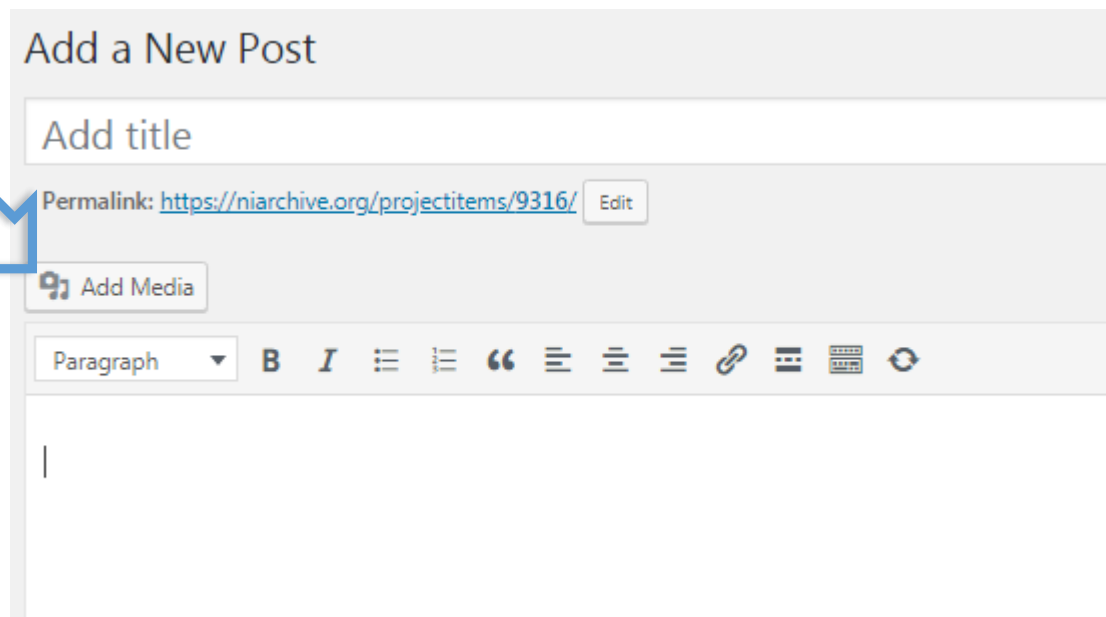 Add a New Post
Add title
Permalink: https://niarchive.org/projectitems/9316/ Edit
Add Media
Paragraph B I